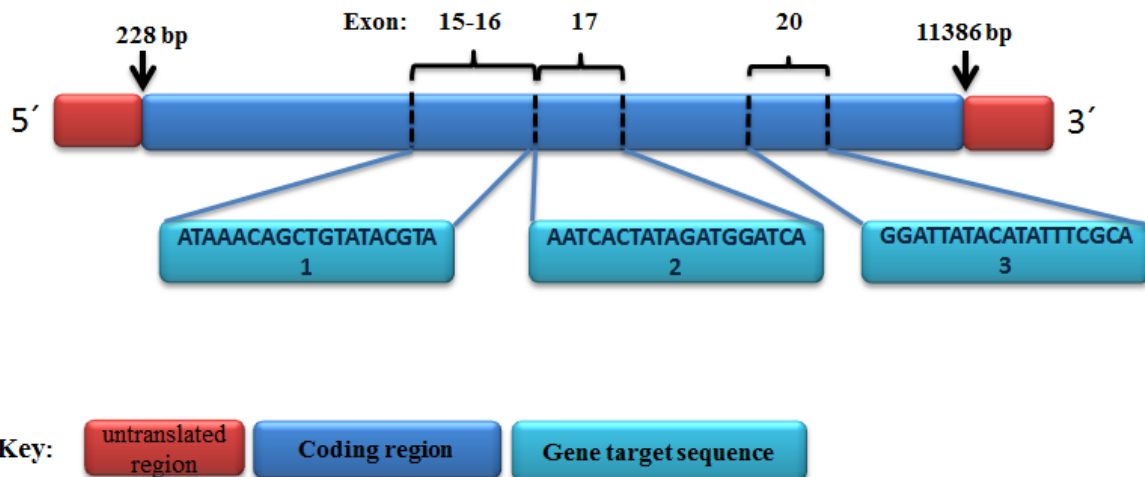 Exon: 15-16 17 20
228 bp 11386 bp
5´ 3´
ATAAACAGCTGTATACGTA AATCACTATAGATGGATCA GGATTATACATATTTCGCA
1 2 3
Key: untranslated region Coding region Gene target sequence